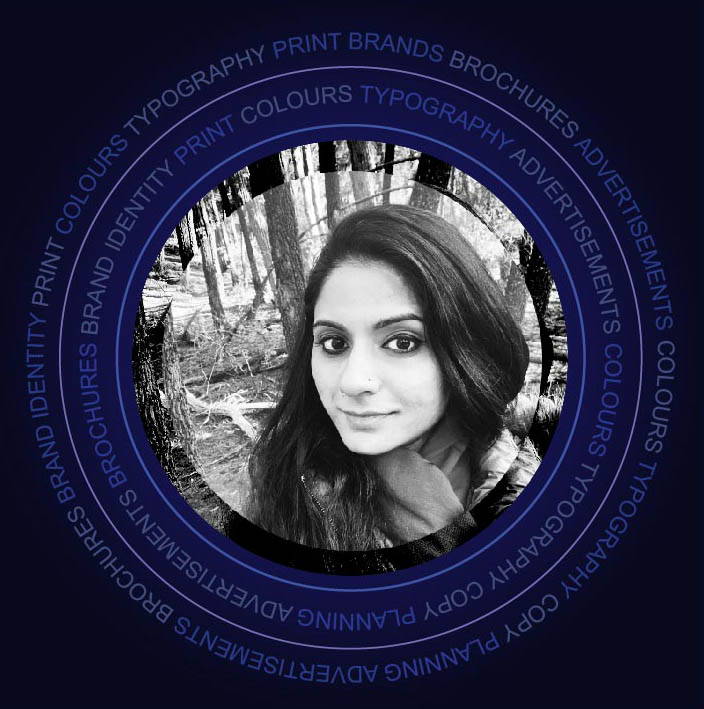 BRAND IDENTITY PRINT COLOURS TYPOGRAPHY PRINT BRANDS BROCHURES ADVERTISEMENTS COLOURS TYPOGRAPHY COPY PLANNING ADVERTISEMENTS BROCHURES
BRAND IDENTITY PRINT COLOURS TYPOGRAPHY ADVERTISEMENTS COLOURS TYPOGRAPHY COPY PLANNING ADVERTISEMENTS BROCHURES